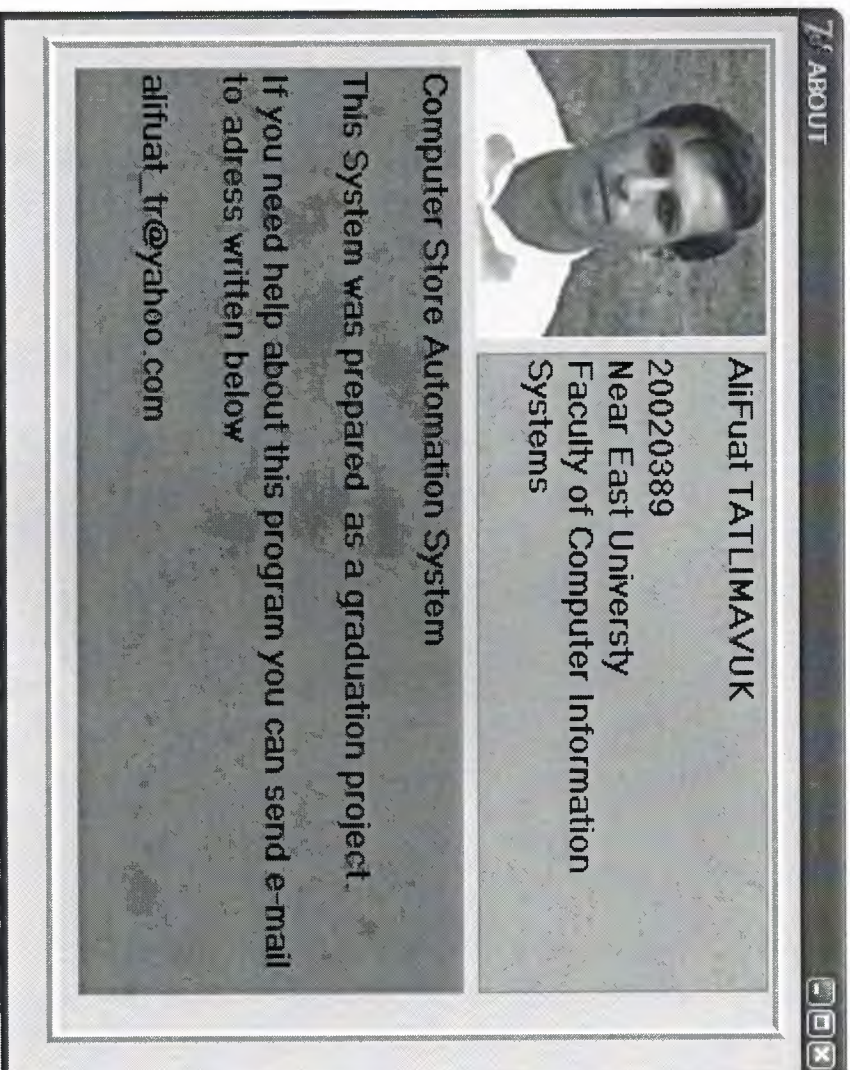 ABOUT
AliFuat TATLIMAVUK
20020389
Near East Universty
Faculty of Computer Information
Systems
Computer Store Automation System
This System was prepared as a graduation project.
If you need help about this program you can send e-mail
to adress written below
alifuat_tr@yahoo.com